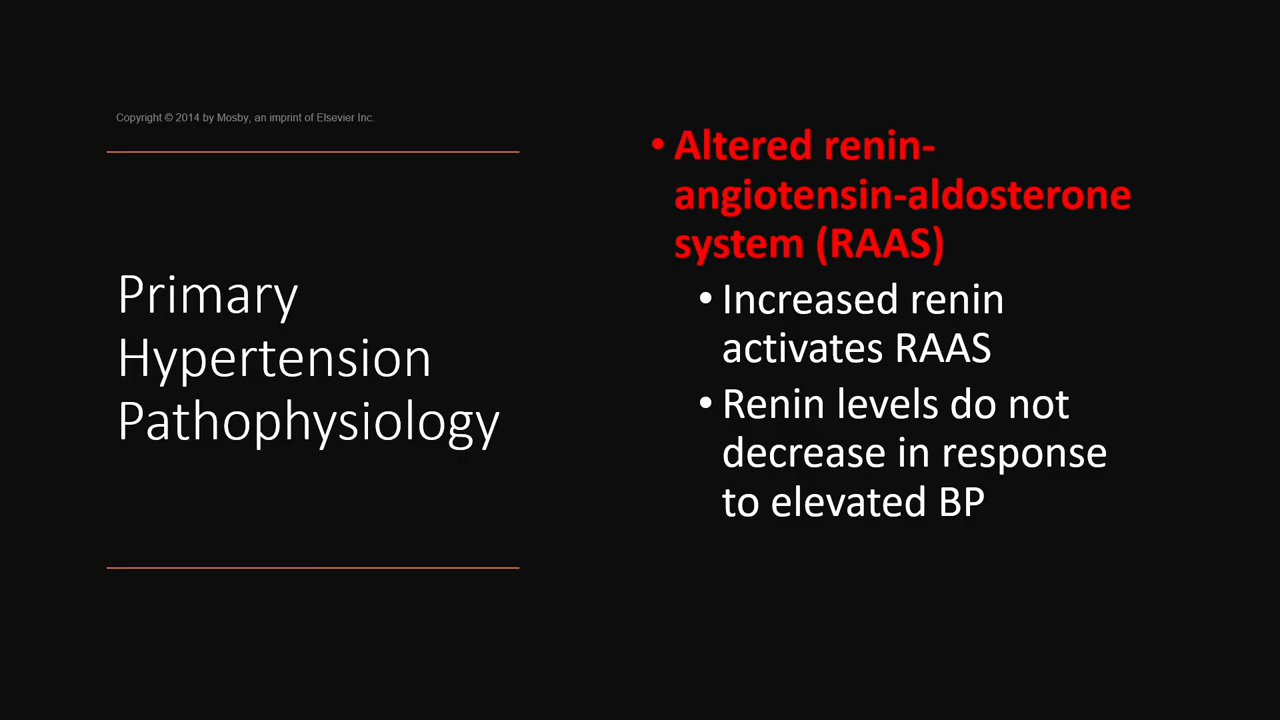 Copyright © 2014 by Mosby, an imprint of Elsevier Inc.
Primary
Hypertension
Pathophysiology
• Altered renin-
angiotensin-aldosterone
system (RAAS)
• Increased renin
activates RAAS
• Renin levels do not
decrease in response
to elevated BP